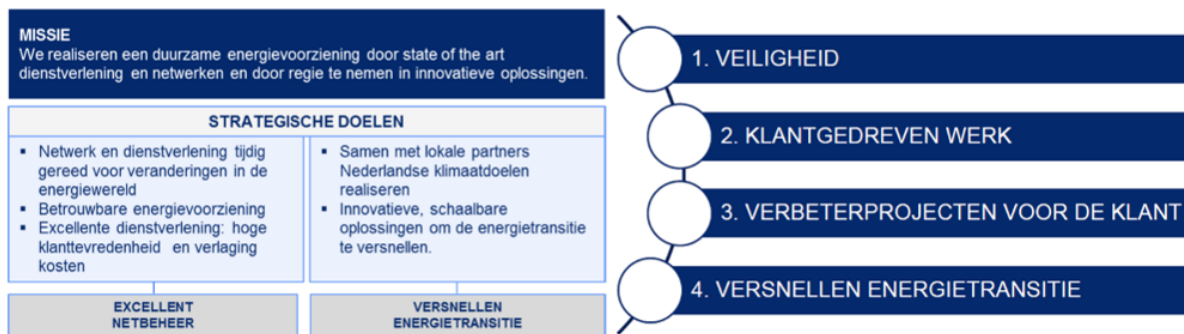 MISSIE
We realiseren een duurzame energievoorziening door state of the art
dienstverlening en netwerken en door regie te nemen in innovatieve oplossingen.
STRATEGISCHE DOELEN
▪ Netwerk en dienstverlening tijdig
gereed voor veranderingen in de
energiewereld
▪ Betrouwbare energievoorziening
▪ Excellente dienstverlening: hoge
klanttevredenheid en verlaging
kosten
▪ Samen met lokale partners
Nederlandse klimaatdoelen
realiseren
▪ Innovatieve, schaalbare
oplossingen om de energietransitie
te versnellen.
EXCELLENT
NETBEHEER
VERSNELLEN
ENERGIETRANSITIE
1. VEILIGHEID
2. KLANTGEDREVEN WERK
3. VERBETERPROJECTEN VOOR DE KLANT
4. VERSNELLEN ENERGIETRANSITIE